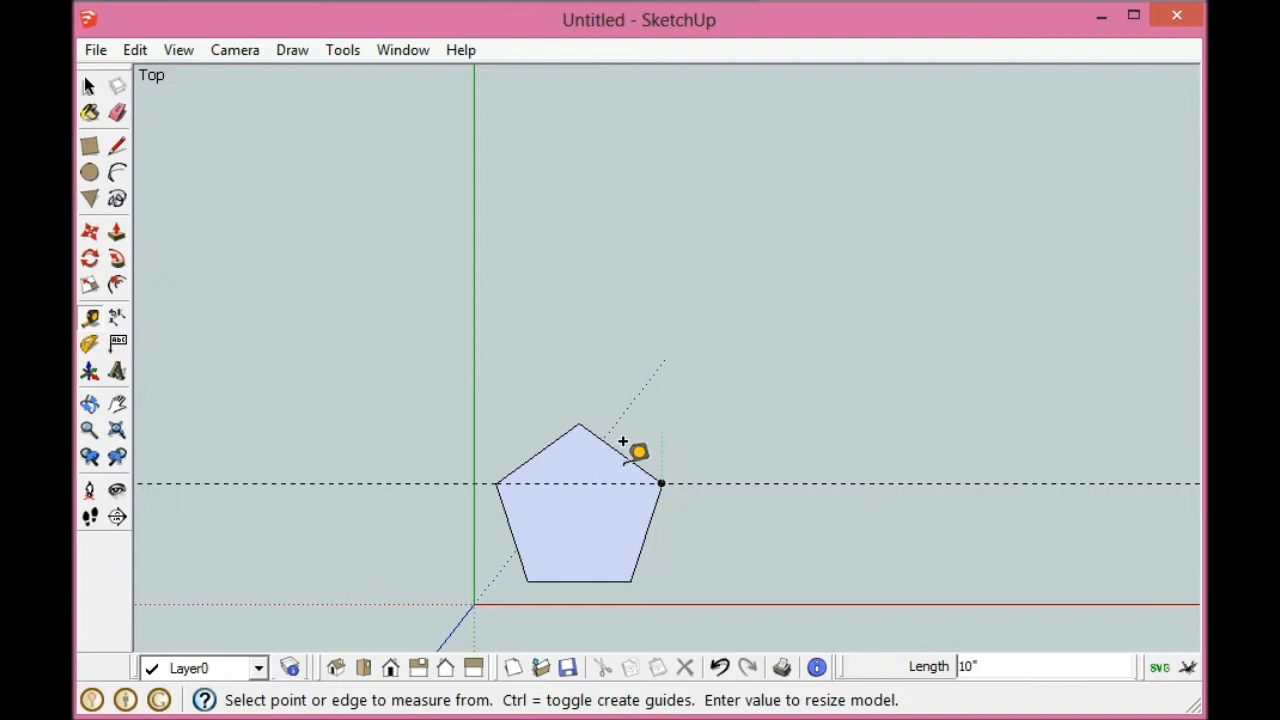 Untitled - SketchUp
File Edit View Camera Draw Tools Window Help
Top
Layer0
Length 10"
SVG
Select point or edge to measure from. Ctrl = toggle create guides. Enter value to resize model.